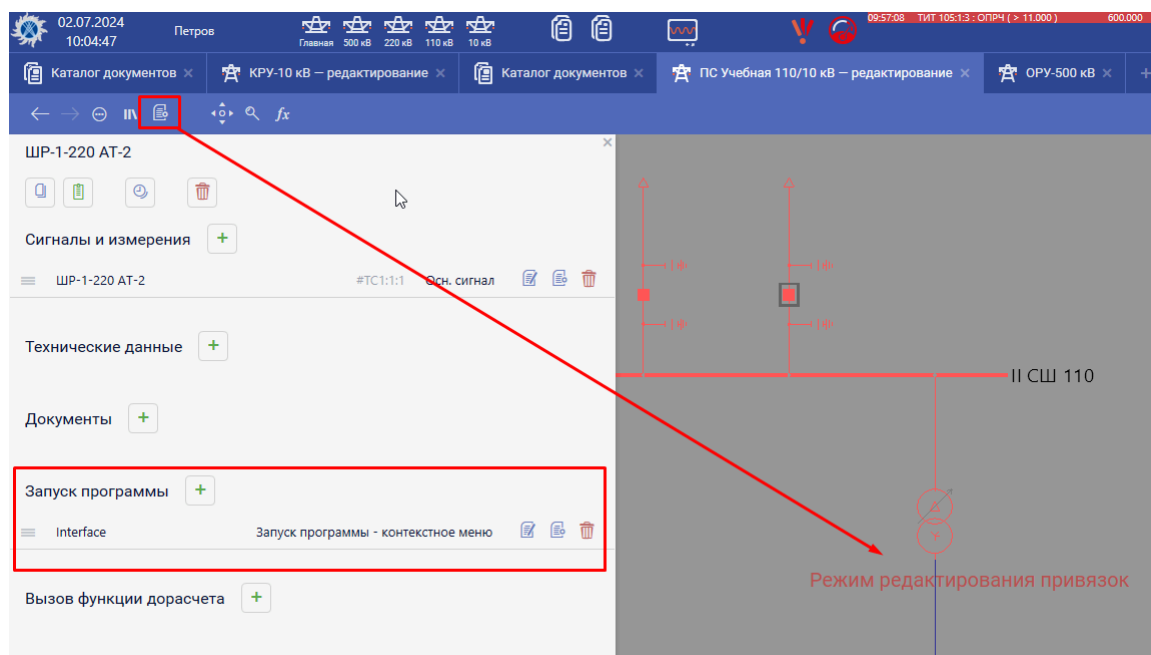 02.07.2024
10:04:47
Петров
Главная 500 кВ 220 кВ 110 кВ 10 кВ
09:57:08 ТИТ 105:1:3 : ОПРЧ ( > 11.000 ) 600.000
Каталог документов × КРУ-10 кВ — редактирование × Каталог документов × ПС Учебная 110/10 кВ — редактирование × ОРУ-500 кВ × +
fx
ШР-1-220 АТ-2 ×
Сигналы и измерения +
ШР-1-220 АТ-2 #ТС1:1:1 Осн. сигнал
Технические данные +
II СШ 110
Документы +
Запуск программы +
Interface Запуск программы - контекстное меню
Режим редактирования привязок
Вызов функции дорасчета +